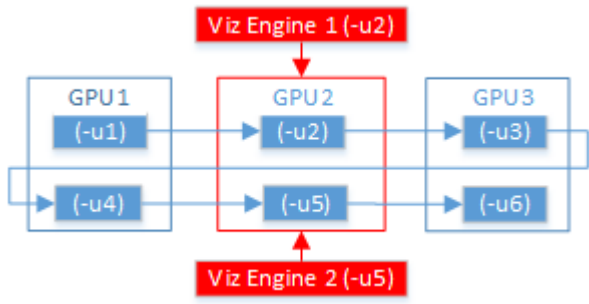 Viz Engine 1 (-u2)
GPU1
GPU2
GPU3
(-u1)
(-u2)
(-u3)
(-u4)
(-u5)
(-u6)
Viz Engine 2 (-u5)